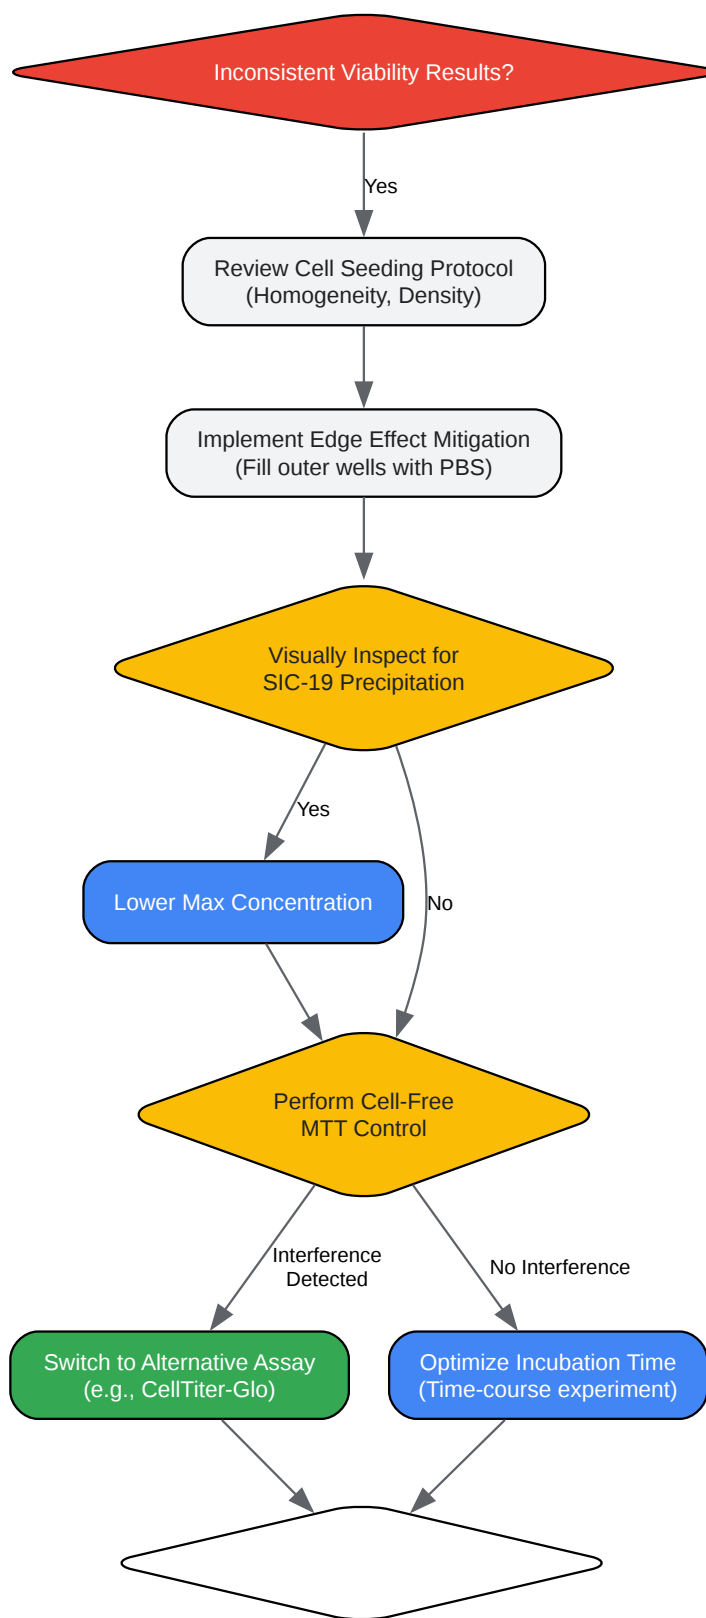 Inconsistent Viability Results?
Yes
Review Cell Seeding Protocol
(Homogeneity, Density)
Implement Edge Effect Mitigation
(Fill outer wells with PBS)
Visually Inspect for
SIC-19 Precipitation
Yes
Lower Max Concentration
No
Perform Cell-Free
MTT Control
Interference
Detected
No Interference
Switch to Alternative Assay
(e.g., CellTiter-Glo)
Optimize Incubation Time
(Time-course experiment)